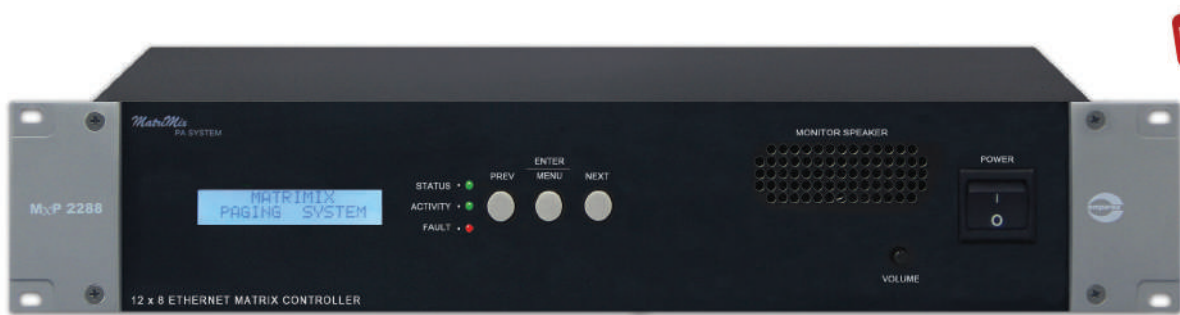 MatriMix
PA SYSTEM
MONITOR SPEAKER
POWER
ENTER
PREV
MENU
NEXT
STATUS
ACTIVITY
FAULT
MATRIMIX
PAGING SYSTEM
I
O
MXP 2288
VOLUME
12 x 8 ETHERNET MATRIX CONTROLLER